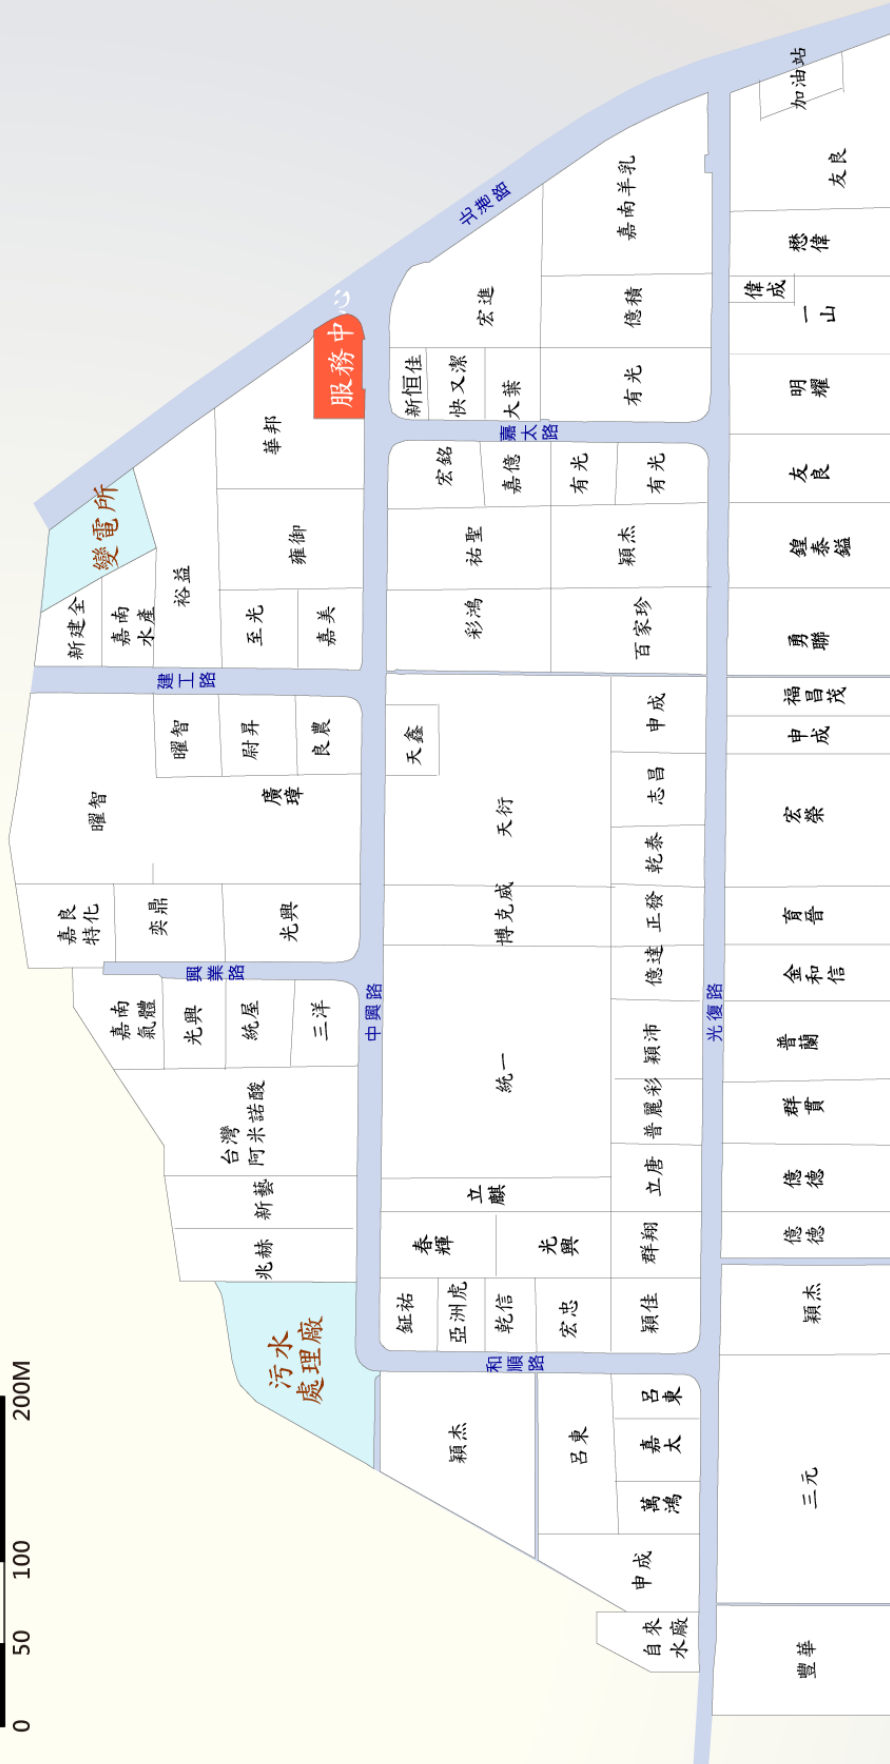 加油站
友良
懋偉
偉成
一山
明耀
友良
鍠泰鎰
勇聯
福昌茂
申成
宏榮
育晉
金和信
普蘭
群貫
億德
億德
穎杰
三元
豐華
光復路
北港路
嘉南羊乳
億積
宏進
有光
新恒佳
快又潔
大葉
嘉太路
宏銘
嘉億
有光
有光
祐聖
穎杰
彩鴻
百家珍
天鑫
天衍
申成
志昌
乾泰
博克威
正發
億達
統一
穎沛
普麗彩
立唐
立麒
春輝
光興
群翔
鉦祐
亞洲虎
乾信
宏忠
穎佳
和順路
穎杰
呂東
呂東
嘉太
萬鴻
申成
自來
水廠
中興路
服務中心
華邦
雍御
變電所
裕益
新建全
嘉南
水產
至光
嘉美
建工路
曜智
曜智
尉昇
良農
廣璋
嘉良
特化
奕鼎
光興
興業路
嘉南
氣體
光興
統屋
三洋
台灣
阿米諾酸
新藝
兆赫
污水
處理廠
0
50
100
200M